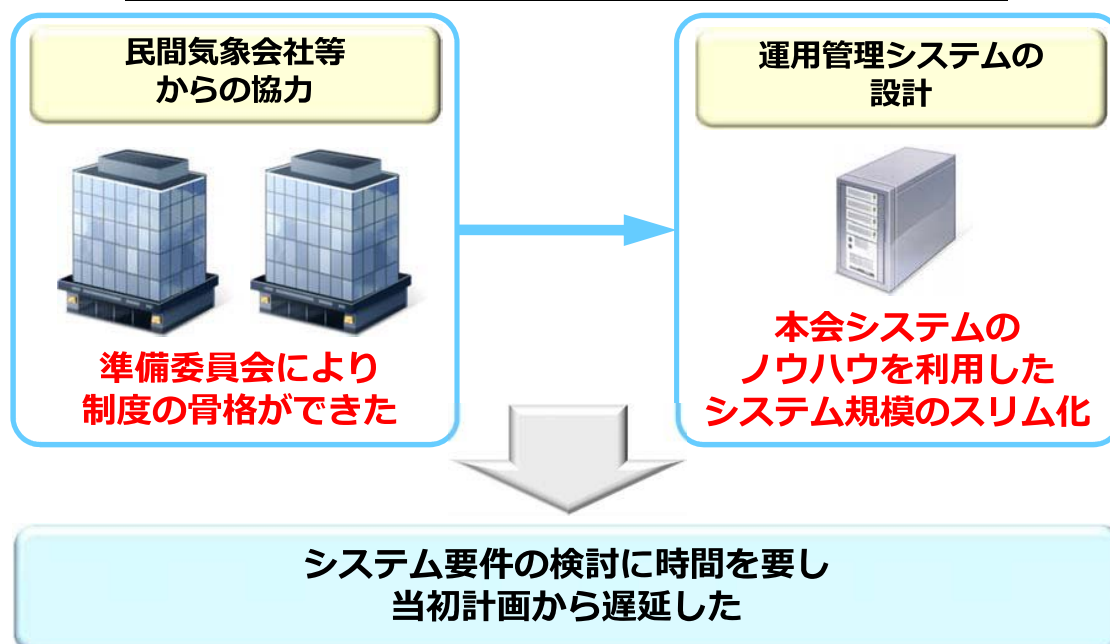 民間気象会社等
からの協力
準備委員会により
制度の骨格ができた
運用管理システムの
設計
本会システムの
ノウハウを利用した
システム規模のスリム化
システム要件の検討に時間を要し
当初計画から遅延した